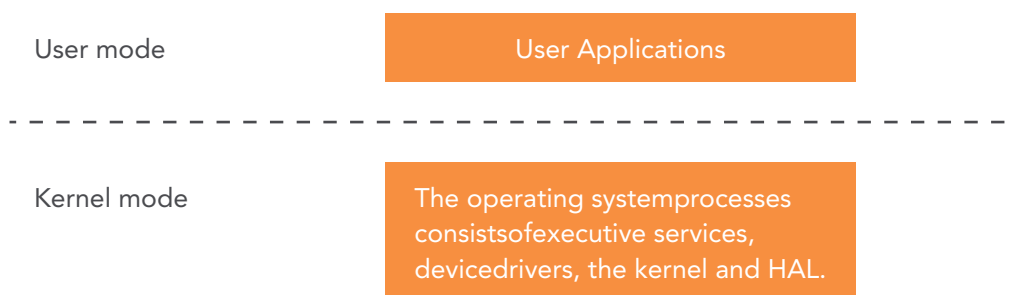 User mode
User Applications
Kernel mode
The operating systemprocesses
consistsofexecutive services,
devicedrivers, the kernel and HAL.